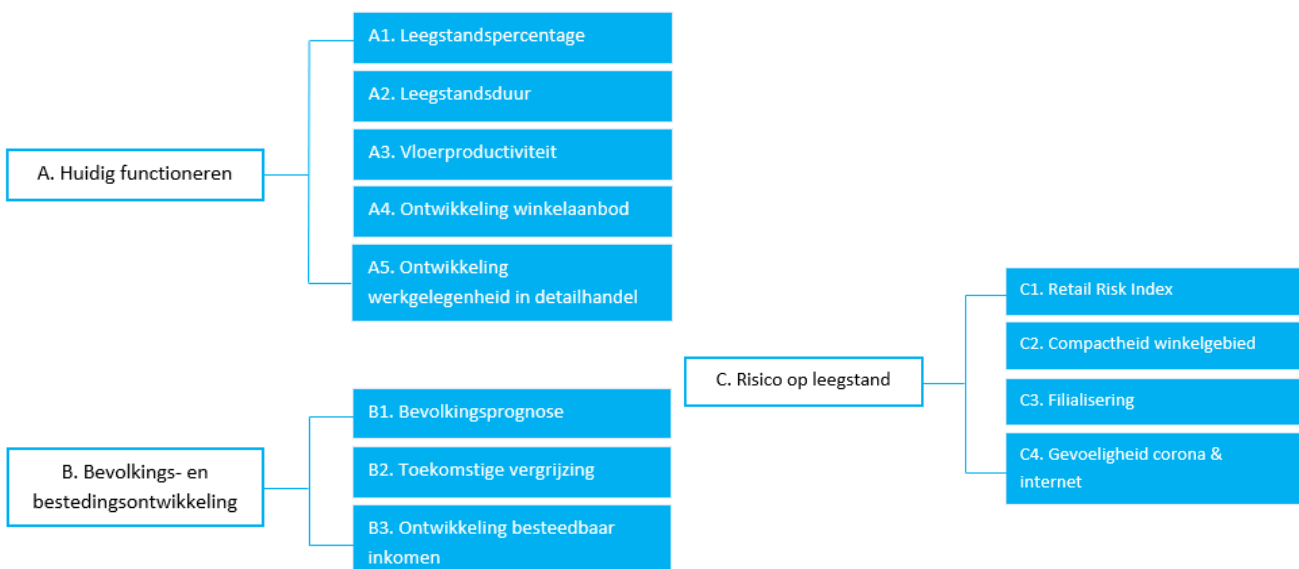 A. Huidig functioneren
A1. Leegstandspercentage
A2. Leegstandsduur
A3. Vloerproductiviteit
A4. Ontwikkeling winkelaanbod
A5. Ontwikkeling
werkgelegenheid in detailhandel
B. Bevolkings- en
bestedingsontwikkeling
B1. Bevolkingsprognose
B2. Toekomstige vergrijzing
B3. Ontwikkeling besteedbaar
inkomen
C. Risico op leegstand
C1. Retail Risk Index
C2. Compactheid winkelgebied
C3. Filialisering
C4. Gevoeligheid corona &
internet